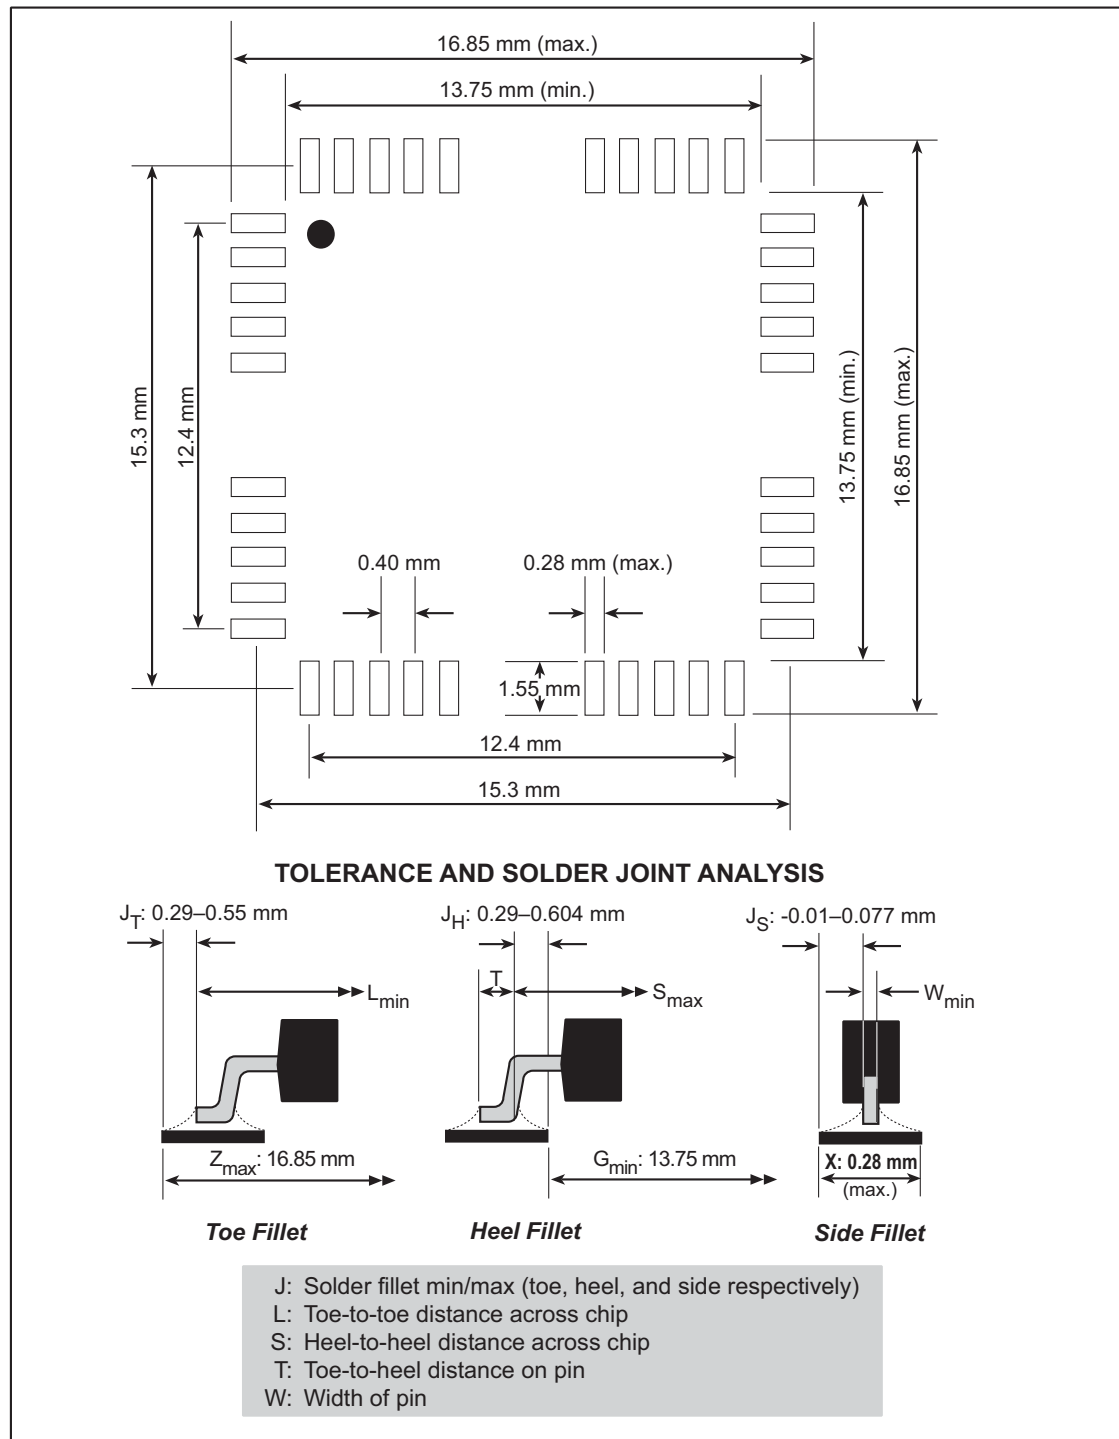 16.85 mm (max.)
13.75 mm (min.)
15.3 mm
12.4 mm
13.75 mm (min.)
16.85 mm (max.)
0.40 mm
0.28 mm (max.)
1.55 mm
12.4 mm
15.3 mm
TOLERANCE AND SOLDER JOINT ANALYSIS
JT: 0.29–0.55 mm
JH: 0.29–0.604 mm
JS: -0.01–0.077 mm
Lmin
T
Smax
Wmin
Zmax: 16.85 mm
Gmin: 13.75 mm
X: 0.28 mm
(max.)
Toe Fillet
Heel Fillet
Side Fillet
J: Solder fillet min/max (toe, heel, and side respectively)
L: Toe-to-toe distance across chip
S: Heel-to-heel distance across chip
T: Toe-to-heel distance on pin
W: Width of pin